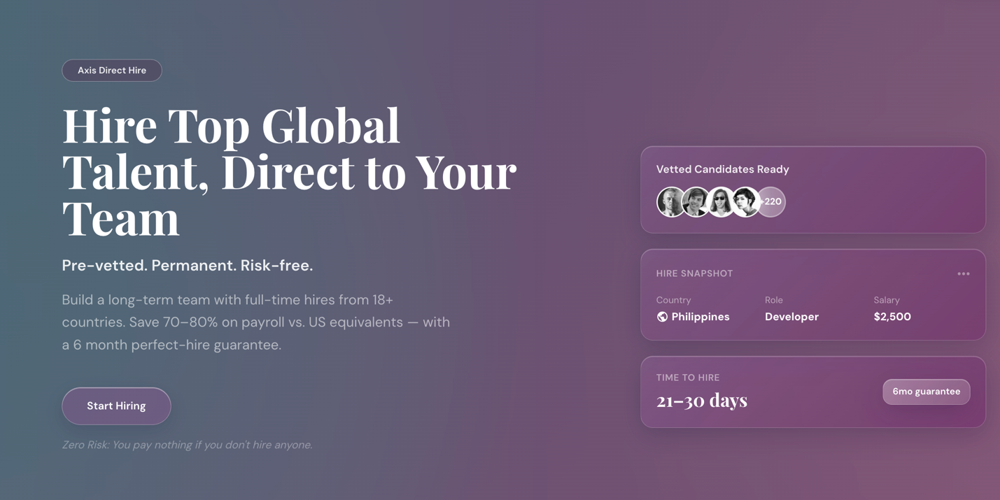 Axis Direct Hire
Hire Top Global
Talent, Direct to Your
Team
Pre-vetted. Permanent. Risk-free.
Build a long-term team with full-time hires from 18+
countries. Save 70–80% on payroll vs. US equivalents — with
a 6 month perfect-hire guarantee.
Start Hiring
Zero Risk: You pay nothing if you don't hire anyone.
Vetted Candidates Ready
+220
HIRE SNAPSHOT
Country
Philippines
Role
Developer
Salary
$2,500
TIME TO HIRE
21–30 days
6mo guarantee